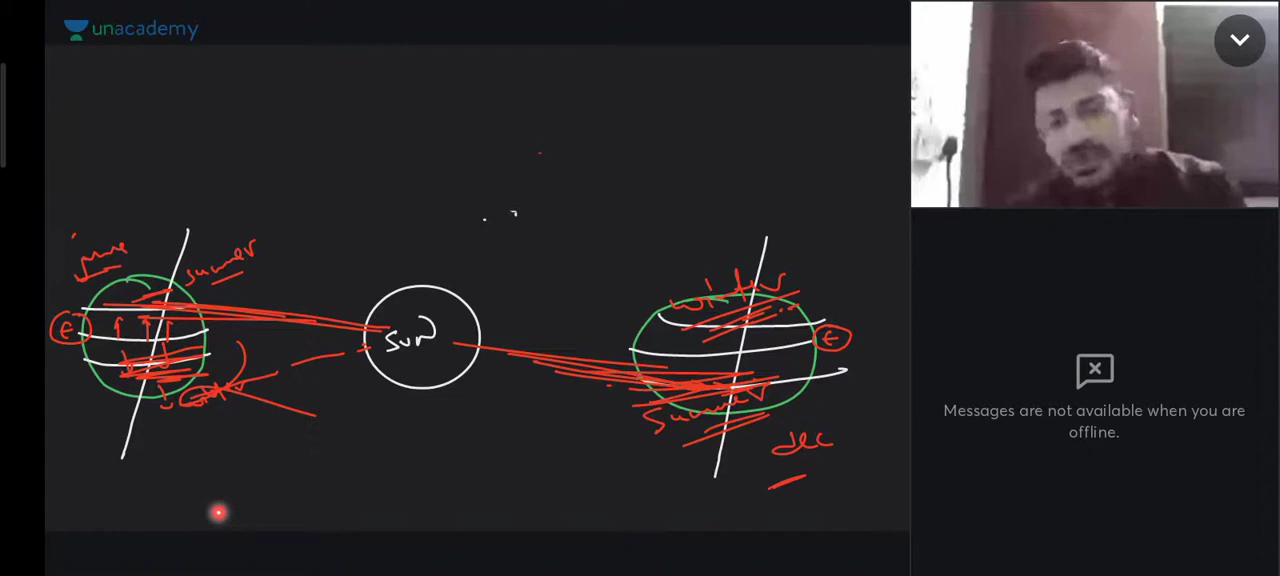 unacademy
june
summer
E
sun
winter
E
summer
dec
Messages are not available when you are
offline.